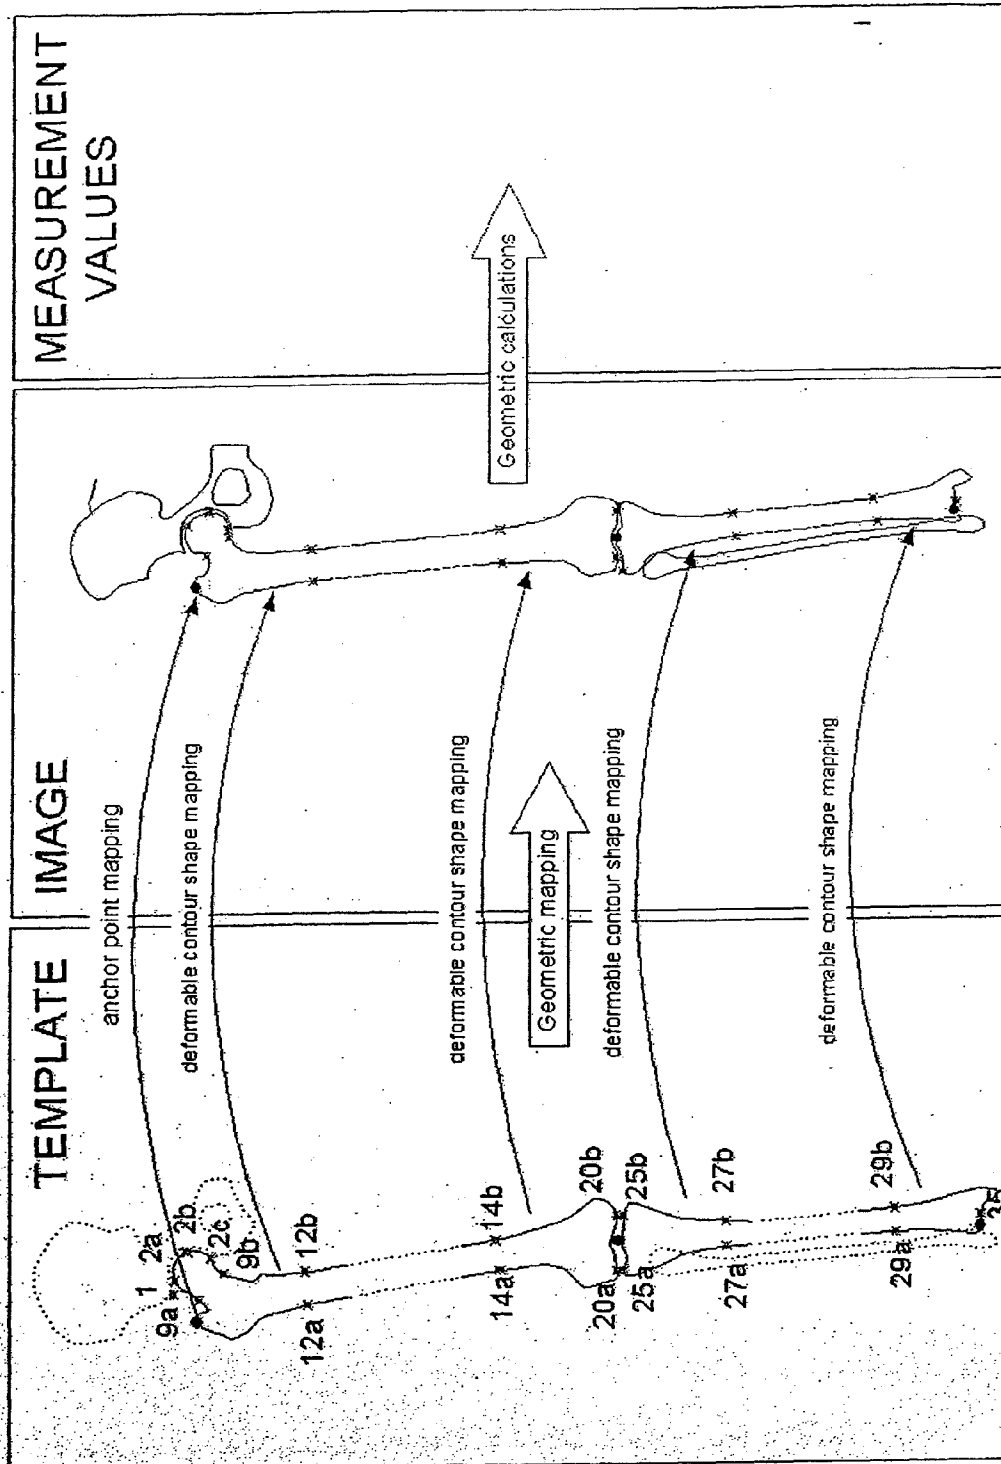 TEMPLATE
IMAGE
MEASUREMENT
VALUES
anchor point mapping
deformable contour shape mapping
deformable contour shape mapping
Geometric mapping
deformable contour shape mapping
deformable contour shape mapping
Geometric calculations
1
2a
9a
2b
2c
9b
12a
12b
14a
14b
20a
20b
25a
25b
27a
27b
29a
29b